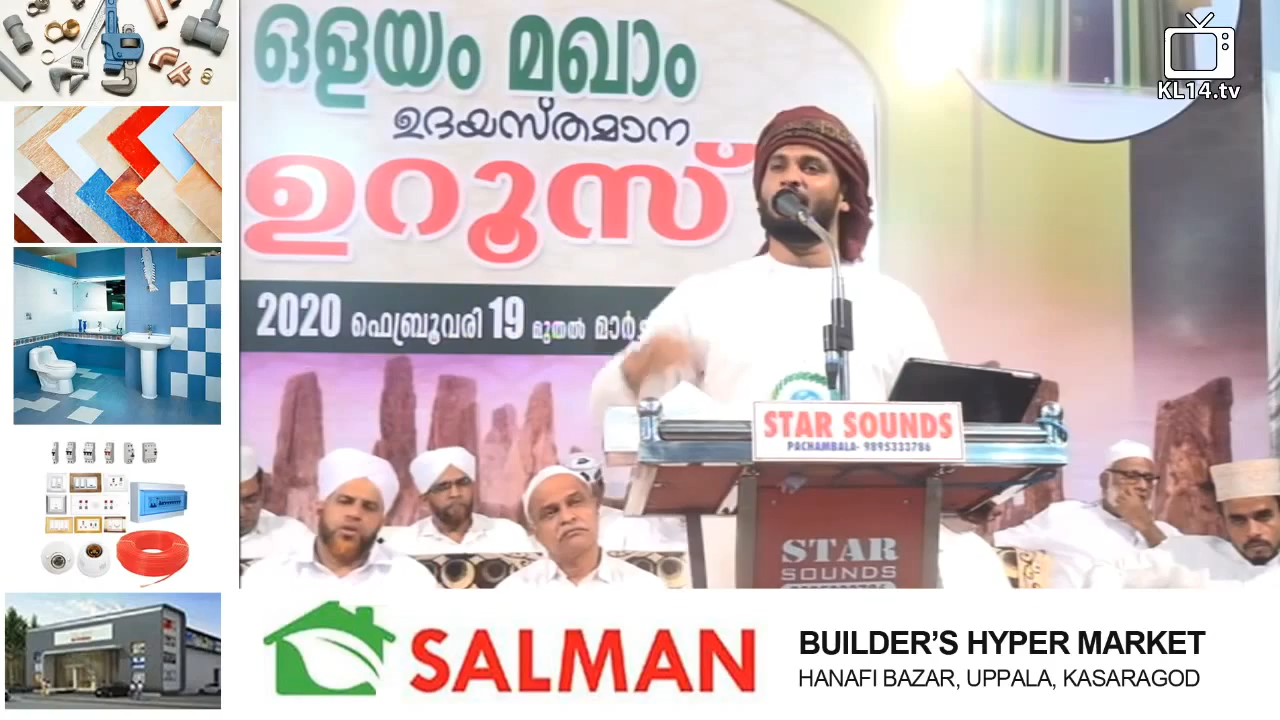 ഒളയം മഖാം
ഉദയസ്തമാന
ഉറൂസ്
2020 ഫെബ്രുവരി 19 മുതൽ
KL14.tv
STAR SOUNDS
PACHAMBALA- 9895333786
STAR
SOUNDS
SALMAN
BUILDER'S HYPER MARKET
HANAFI BAZAR, UPPALA, KASARAGOD